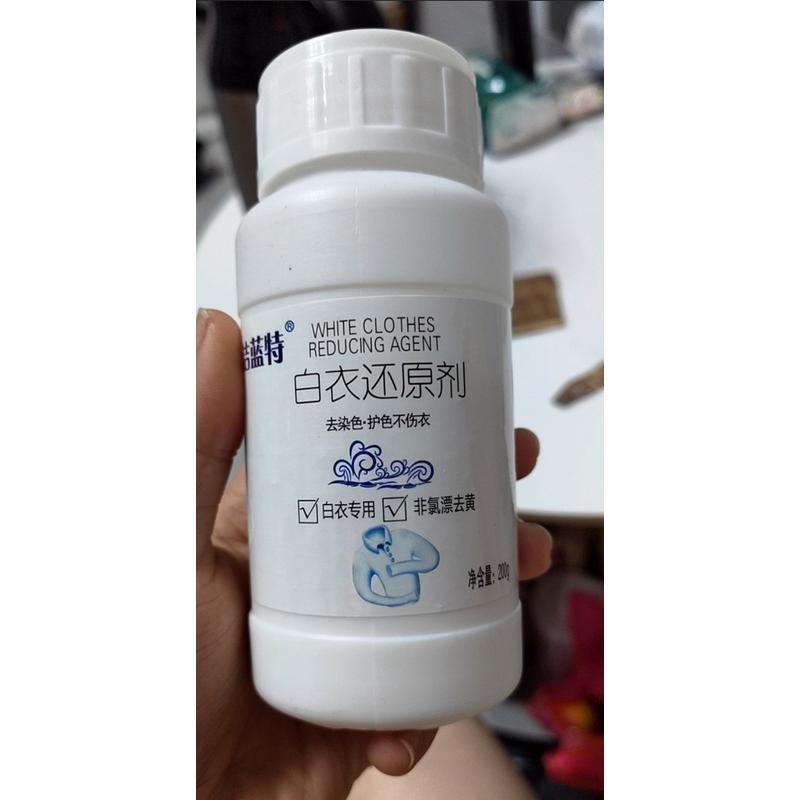 蓝特®
WHITE CLOTHES
REDUCING AGENT
白衣还原剂
去染色·护色不伤衣
白衣专用 非氯漂去黄
净含量：200g